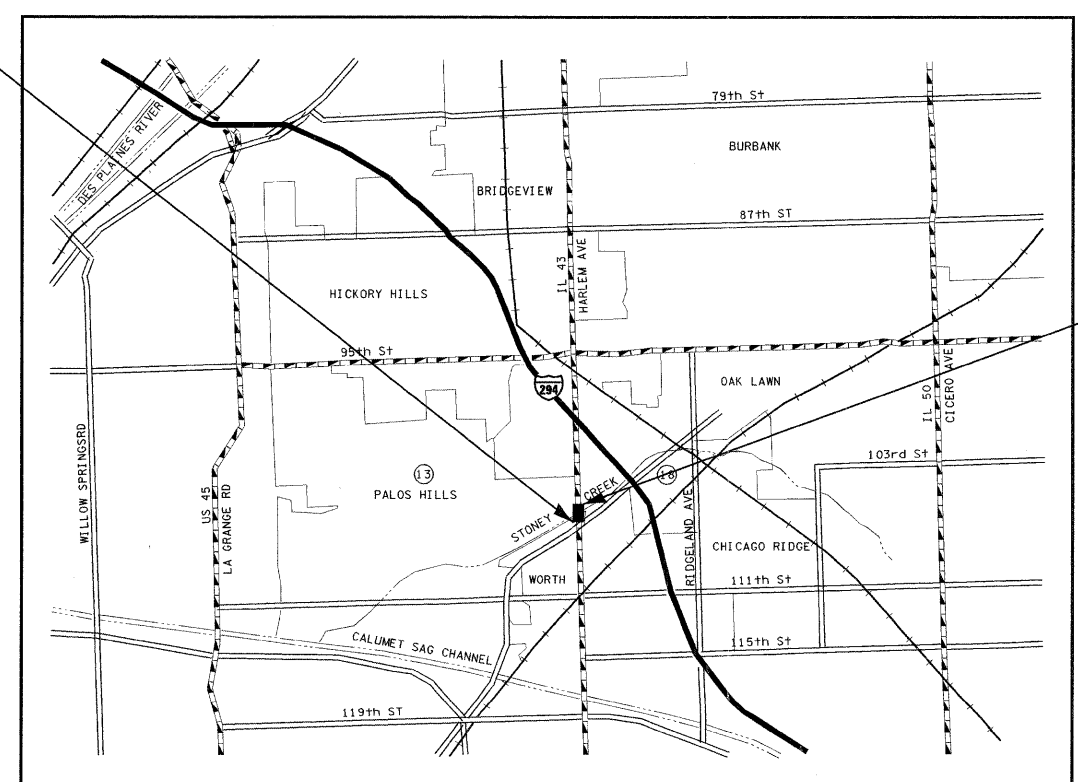 79th St
DES PLAINES RIVER
BURBANK
BRIDGEVIEW
87th ST
IL 43
HARLEM AVE
HICKORY HILLS
95th St
294
OAK LAWN
IL 50
CICERO AVE
WILLOW SPRINGSRD
103rd St
13
18
PALOS HILLS
US 45
LA GRANGE RD
STONEY CREEK
RIDGELAND AVE
CHICAGO RIDGE
WORTH
111th St
115th St
CALUMET SAG CHANNEL
119th ST